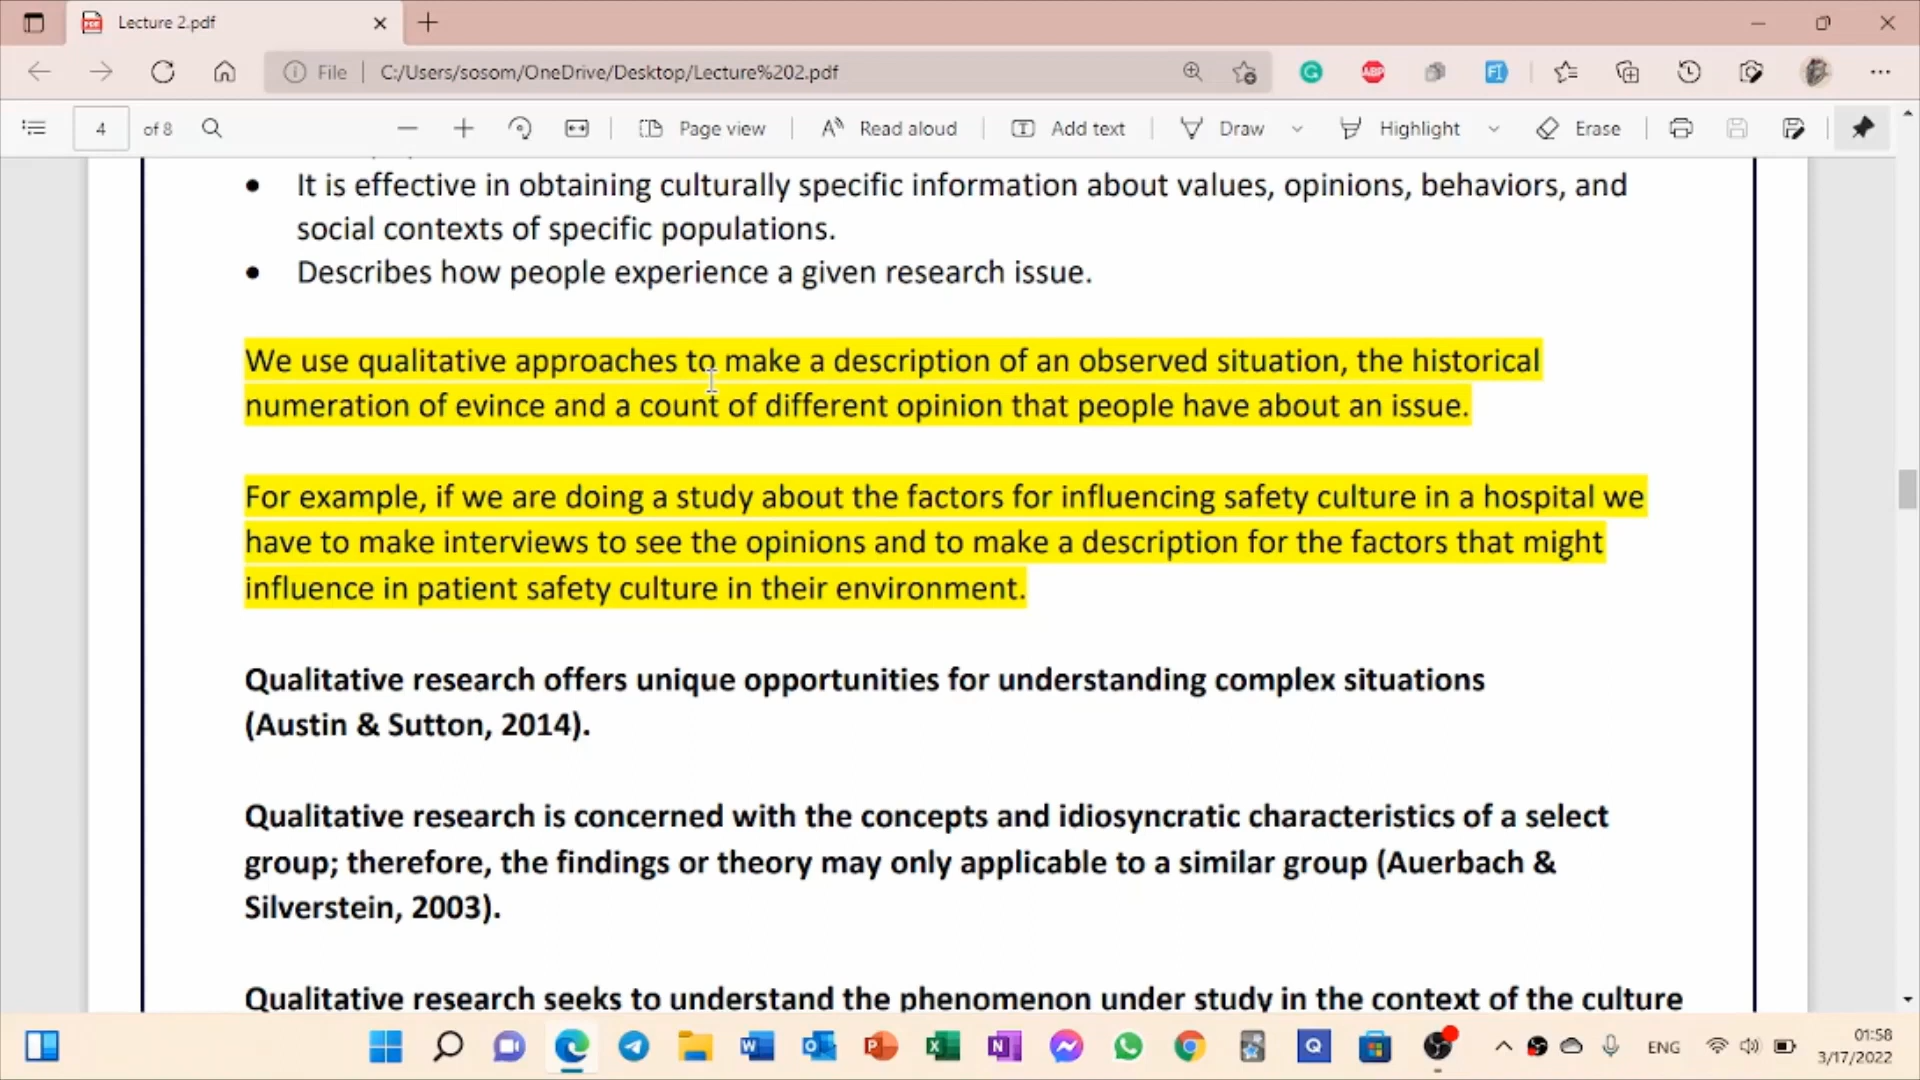 Lecture 2.pdf
File
C:/Users/sosom/OneDrive/Desktop/Lecture%202.pdf
ABP
4 of 8
Page view
Read aloud
Add text
Draw
Highlight
Erase
It is effective in obtaining culturally specific information about values, opinions, behaviors, and
social contexts of specific populations.
Describes how people experience a given research issue.
We use qualitative approaches to make a description of an observed situation, the historical
numeration of evince and a count of different opinion that people have about an issue.
For example, if we are doing a study about the factors for influencing safety culture in a hospital we
have to make interviews to see the opinions and to make a description for the factors that might
influence in patient safety culture in their environment.
Qualitative research offers unique opportunities for understanding complex situations
(Austin & Sutton, 2014).
Qualitative research is concerned with the concepts and idiosyncratic characteristics of a select
group; therefore, the findings or theory may only applicable to a similar group (Auerbach &
Silverstein, 2003).
Qualitative research seeks to understand the phenomenon under study in the context of the culture
ENG
01:58
3/17/2022